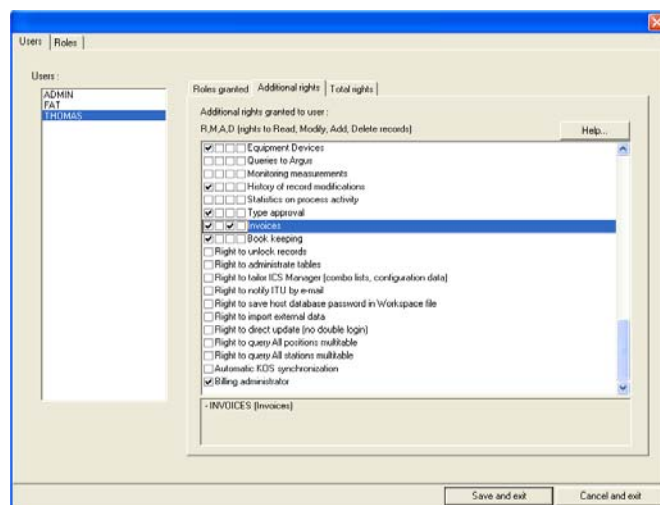 Users Roles
Users :
ADMIN
FAT
THOMAS
Roles granted Additional rights Total rights
Additional rights granted to user :
R,M,A,D (rights to Read, Modify, Add, Delete records)
Help...
Equipment Devices
Queries to Argus
Monitoring measurements
History of record modifications
Statistics on process activity
Type approval
Invoices
Book keeping
Right to unlock records
Right to administrate tables
Right to tailor ICS Manager (combo lists, configuration data)
Right to notify ITU by e-mail
Right to save host database password in Workspace file
Right to import external data
Right to direct update (no double login)
Right to query All positions multitable
Right to query All stations multitable
Automatic KOS synchronization
Billing administrator
- INVOICES (Invoices)
Save and exit Cancel and exit